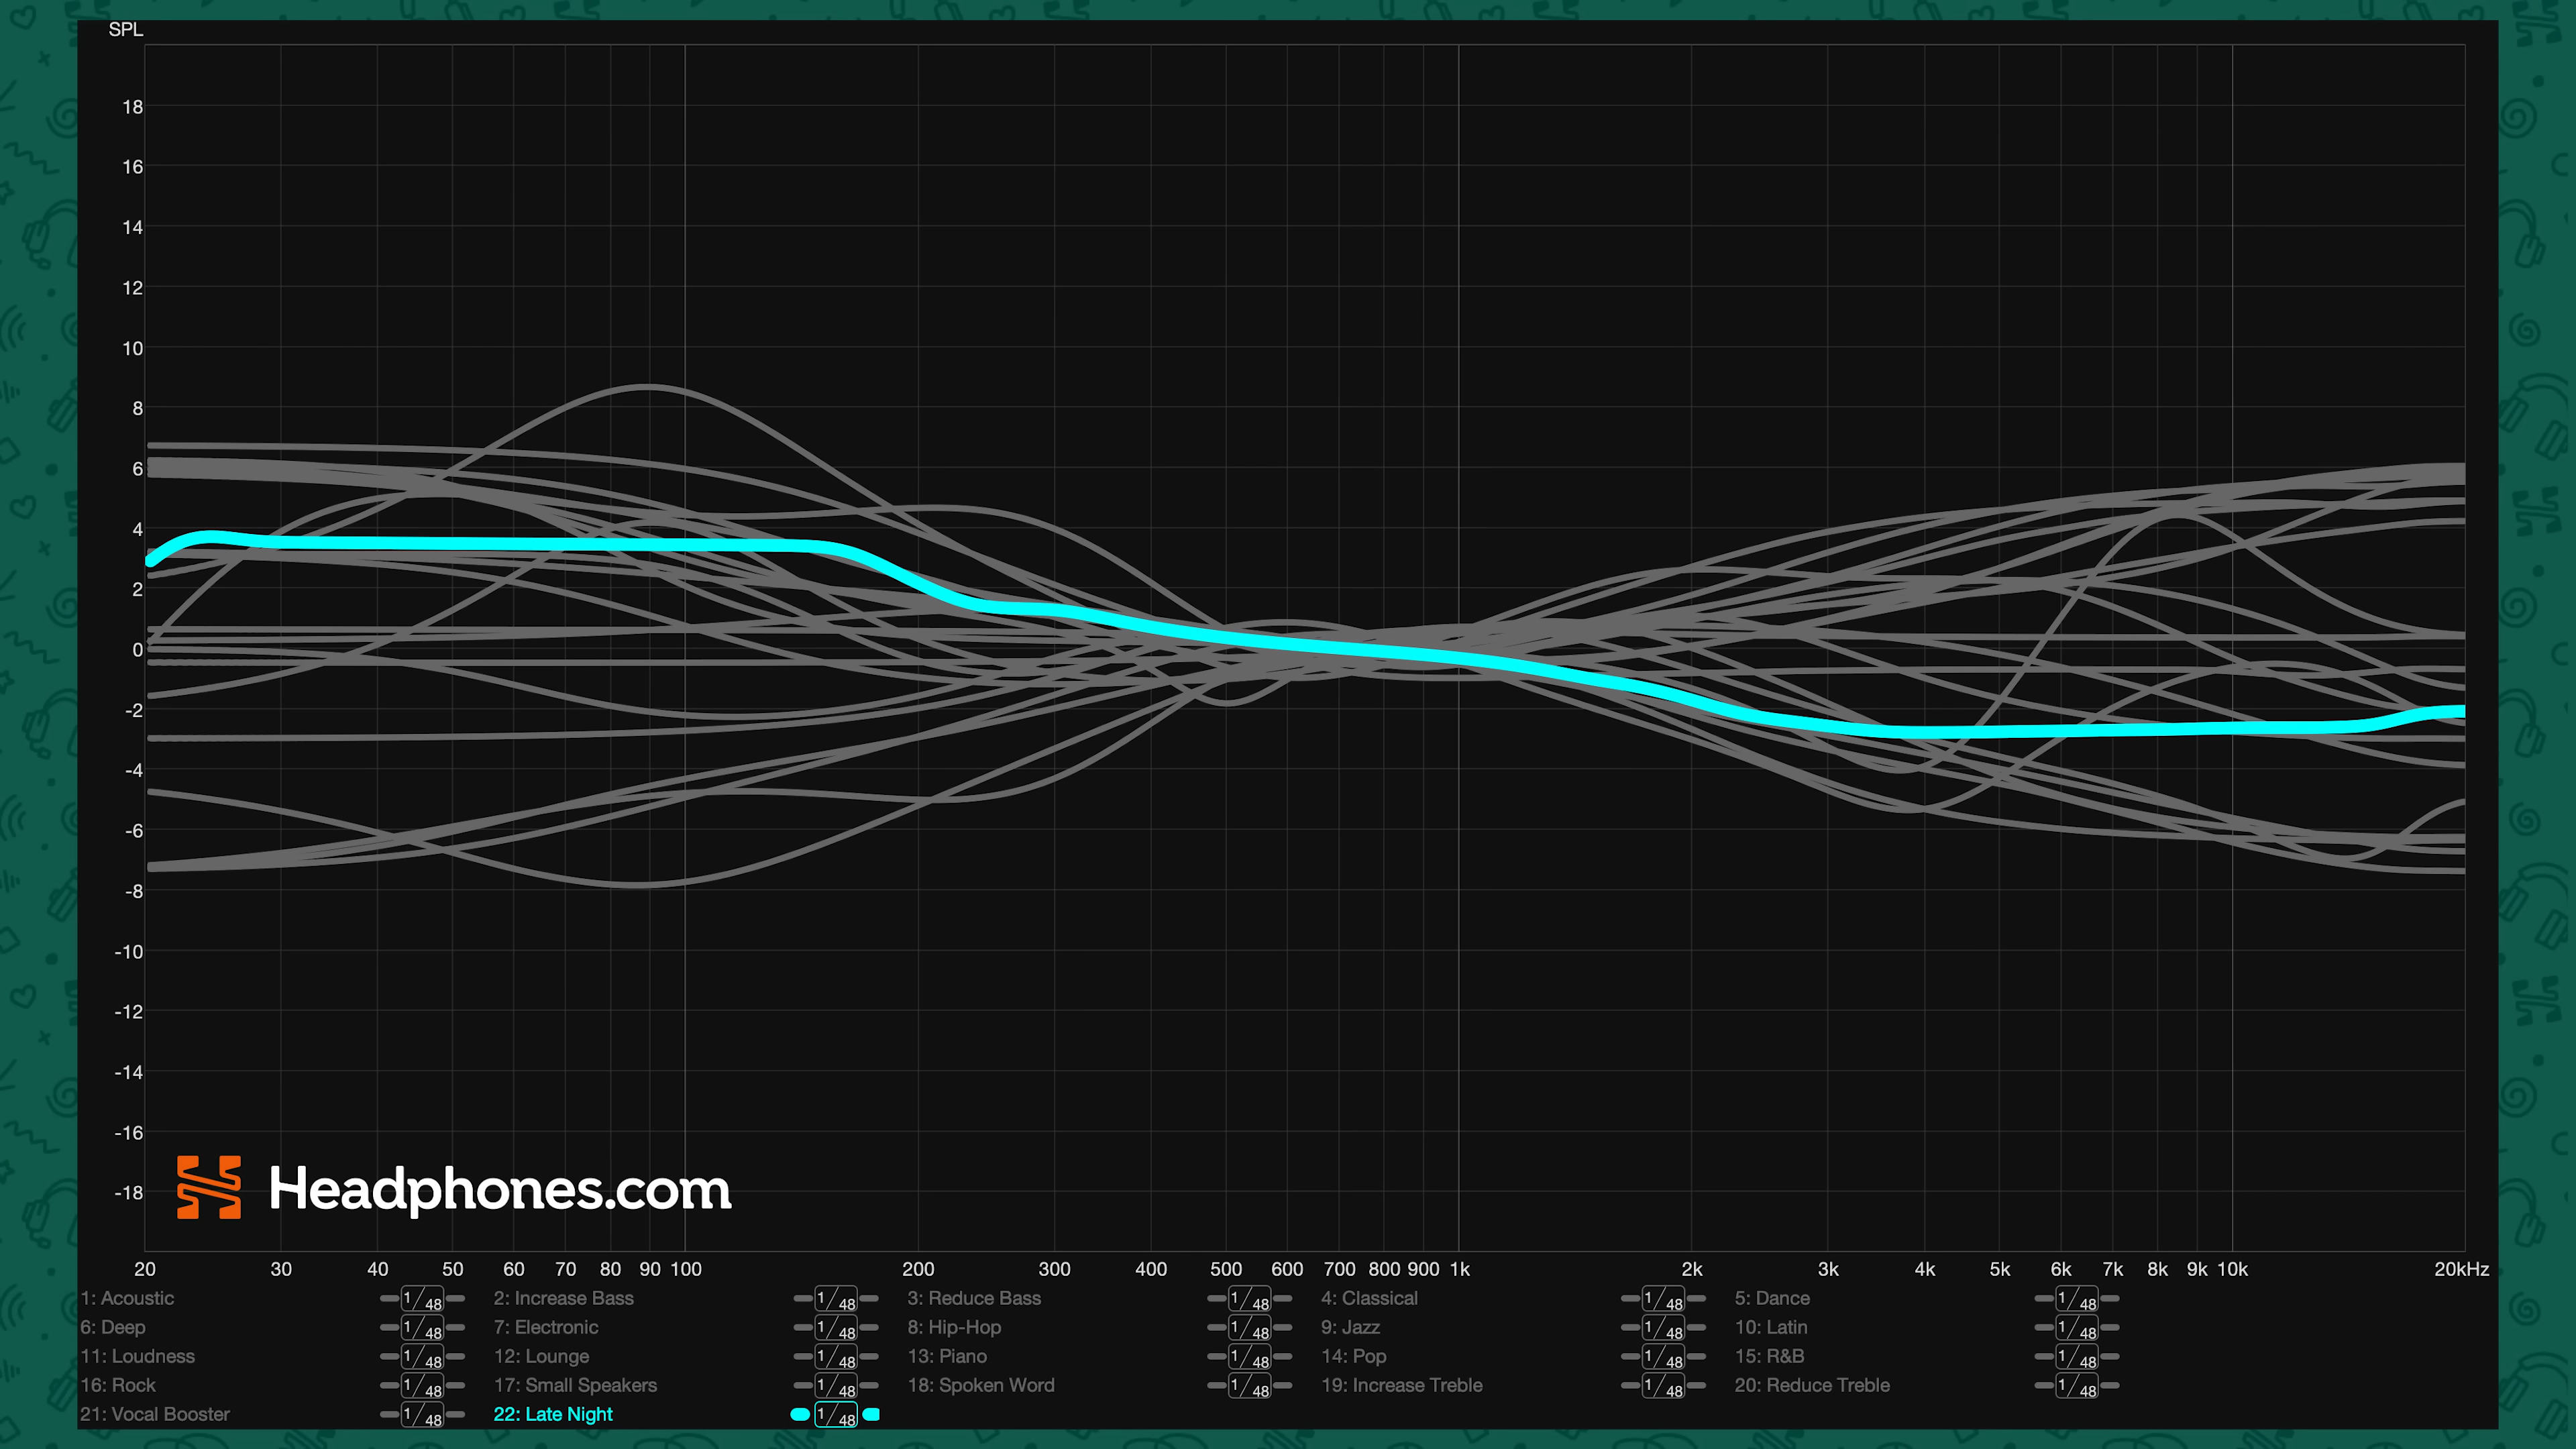 SPL
18
16
14
12
10
8
6
4
2
0
-2
-4
-6
-8
-10
-12
-14
-16
-18
Headphones.com
20 30 40 50 60 70 80 90 100 200 300 400 500 600 700 800 900 1k 2k 3k 4k 5k 6k 7k 8k 9k 10k 20kHz
1: Acoustic 1/48 2: Increase Bass 1/48 3: Reduce Bass 1/48 4: Classical 1/48 5: Dance 1/48
6: Deep 1/48 7: Electronic 1/48 8: Hip-Hop 1/48 9: Jazz 1/48 10: Latin 1/48
11: Loudness 1/48 12: Lounge 1/48 13: Piano 1/48 14: Pop 1/48 15: R&B 1/48
16: Rock 1/48 17: Small Speakers 1/48 18: Spoken Word 1/48 19: Increase Treble 1/48 20: Reduce Treble 1/48
21: Vocal Booster 1/48 22: Late Night 1/48